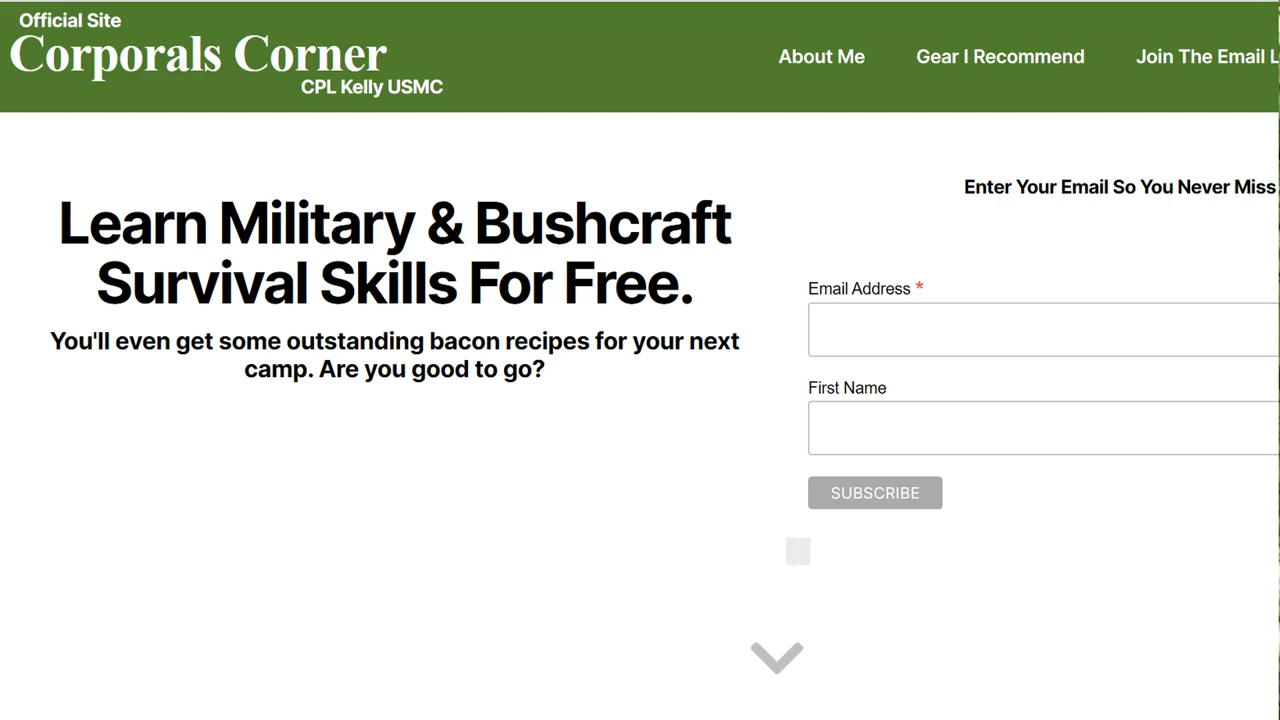 Official Site
Corporals Corner
CPL Kelly USMC
About Me
Gear I Recommend
Join The Email
Learn Military & Bushcraft
Survival Skills For Free.
You'll even get some outstanding bacon recipes for your next
camp. Are you good to go?
Enter Your Email So You Never Miss
Email Address *
First Name
SUBSCRIBE